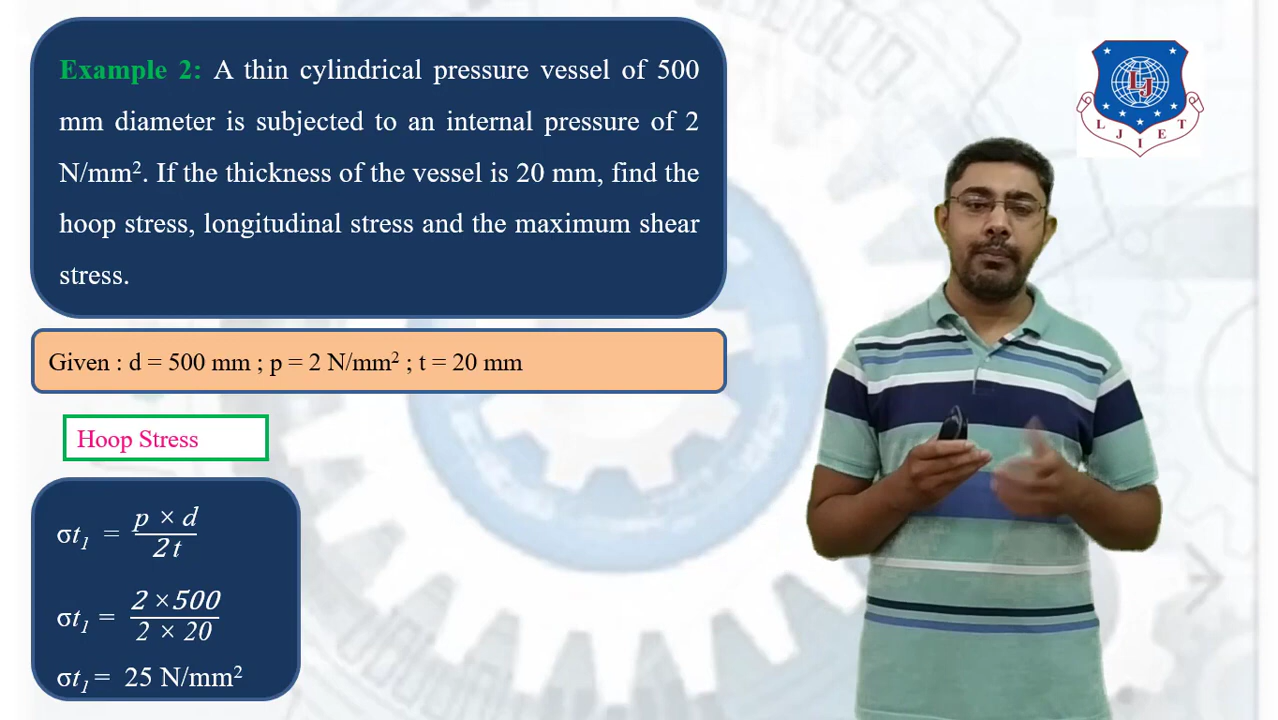 Example 2: A thin cylindrical pressure vessel of 500
mm diameter is subjected to an internal pressure of 2
N/mm². If the thickness of the vessel is 20 mm, find the
hoop stress, longitudinal stress and the maximum shear
stress.
LJ
L J I E T
Given : d = 500 mm ; p = 2 N/mm² ; t = 20 mm
Hoop Stress
σt₁ = p × d / 2 t
σt₁ = 2 ×500 / 2 × 20
σt₁ = 25 N/mm²